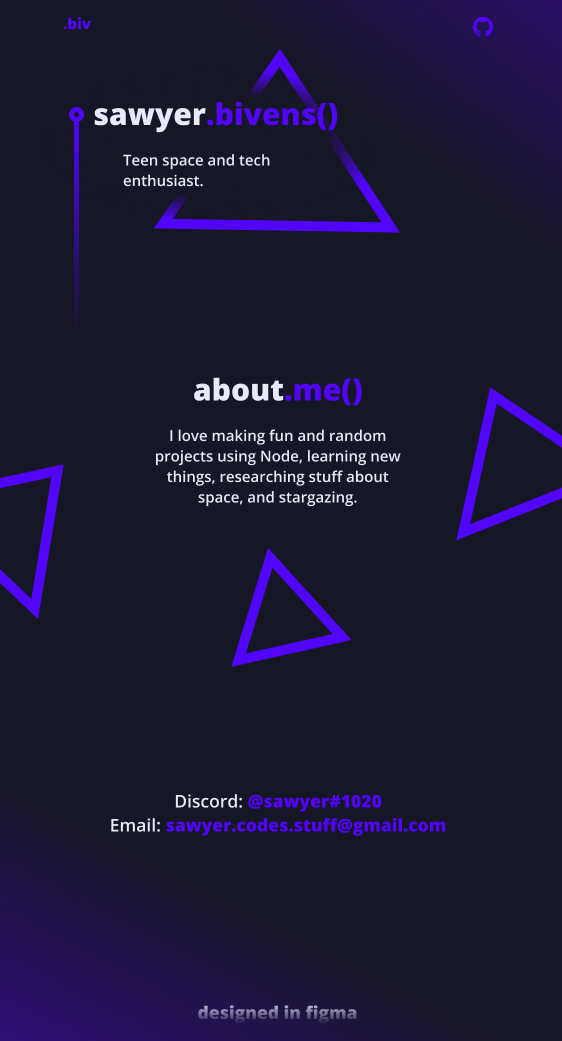 .biv
sawyer.bivens()
Teen space and tech
enthusiast.
about.me()
I love making fun and random
projects using Node, learning new
things, researching stuff about
space, and stargazing.
Discord: @sawyer#1020
Email: sawyer.codes.stuff@gmail.com
designed in figma